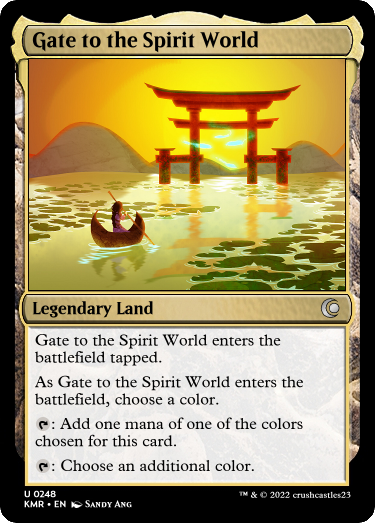 Gate to the Spirit World
Legendary Land
Gate to the Spirit World enters the
battlefield tapped.
As Gate to the Spirit World enters the
battlefield, choose a color.
: Add one mana of one of the colors
chosen for this card.
: Choose an additional color.
U 0248
KMR • EN Sandy Ang
™ & © 2022 crushcastles23